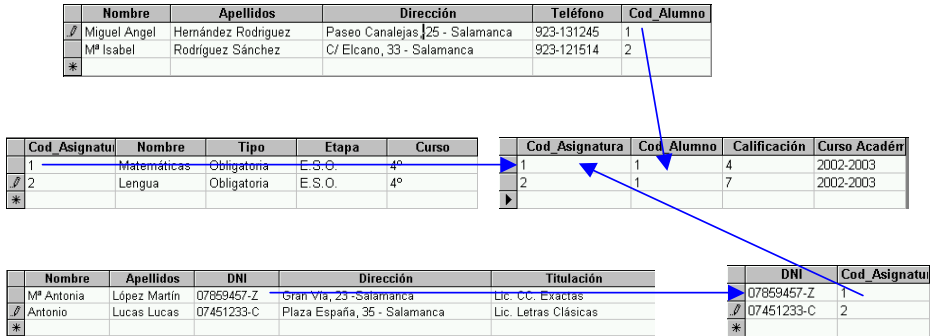 Nombre Apellidos Dirección Teléfono Cod_Alumno
Miguel Angel Hernández Rodriguez Paseo Canalejas, 25 - Salamanca 923-131245 1
Mª Isabel Rodríguez Sánchez C/ Elcano, 33 - Salamanca 923-121514 2
Cod_Asignatui Nombre Tipo Etapa Curso
1 Matemáticas Obligatoria E.S.O. 4º
2 Lengua Obligatoria E.S.O. 4º
Cod_Asignatura Cod_Alumno Calificación Curso Académ
1 1 4 2002-2003
2 1 7 2002-2003
Nombre Apellidos DNI Dirección Titulación
Mª Antonia López Martín 07859457-Z Gran Vía, 23 -Salamanca Lic. CC. Exactas
Antonio Lucas Lucas 07451233-C Plaza España, 35 - Salamanca Lic. Letras Clásicas
DNI Cod_Asignatui
07859457-Z 1
07451233-C 2